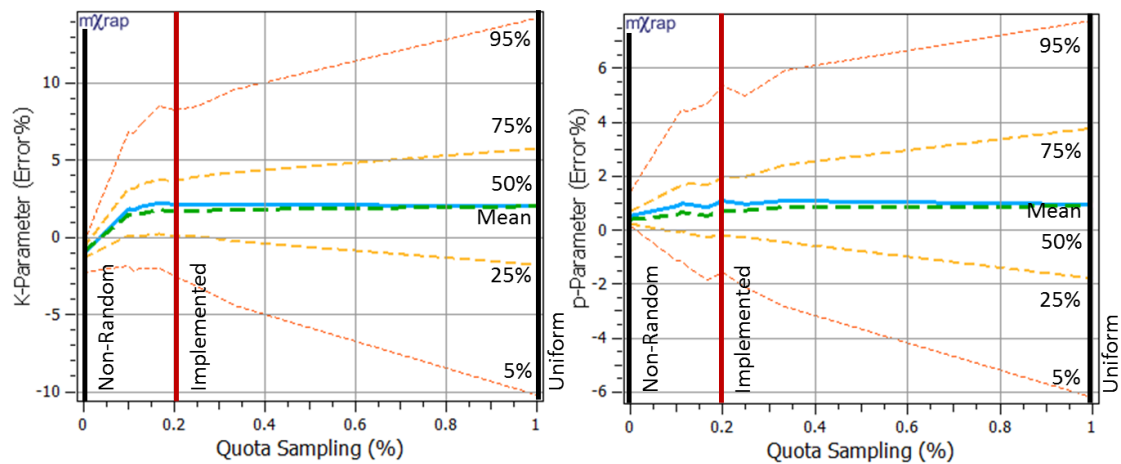 mχrap
K-Parameter (Error%)
10
5
0
-5
-10
95%
75%
50%
Mean
25%
5%
Non-Random
Implemented
Uniform
0 0.2 0.4 0.6 0.8 1
Quota Sampling (%)
mχrap
p-Parameter (Error%)
6
4
2
0
-2
-4
-6
95%
75%
Mean
50%
25%
5%
Non-Random
Implemented
Uniform
0 0.2 0.4 0.6 0.8 1
Quota Sampling (%)